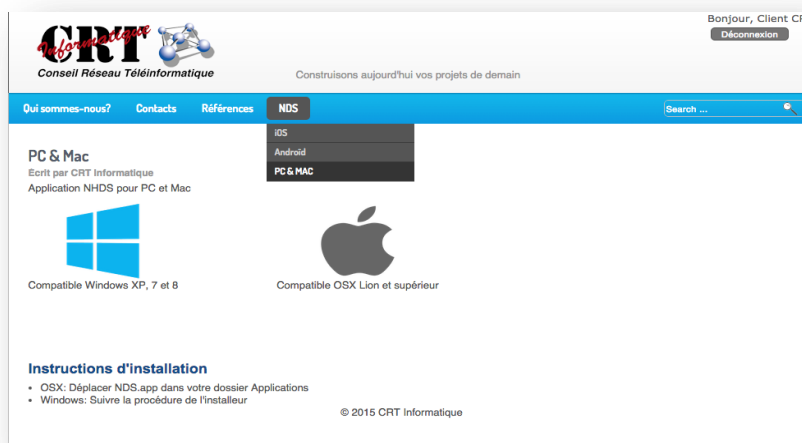 Bonjour, Client
Déconnexion
Informatique
CRT
Conseil Réseau Téléinformatique
Construisons aujourd'hui vos projets de demain
Qui sommes-nous? Contacts Références NDS
Search ...
iOS
Androïd
PC & MAC
PC & Mac
Écrit par CRT Informatique
Application NHDS pour PC et Mac
Compatible Windows XP, 7 et 8
Compatible OSX Lion et supérieur
Instructions d'installation
• OSX: Déplacer NDS.app dans votre dossier Applications
• Windows: Suivre la procédure de l'installeur
© 2015 CRT Informatique